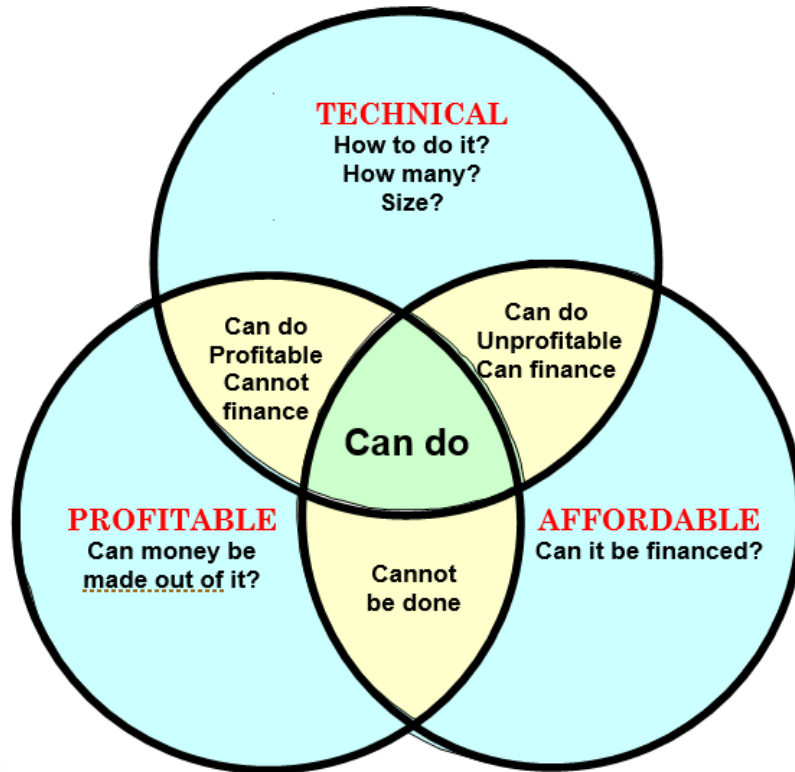 TECHNICAL
How to do it?
How many?
Size?
Can do
Profitable
Cannot
finance
Can do
Unprofitable
Can finance
Can do
PROFITABLE
Can money be
made out of it?
AFFORDABLE
Can it be financed?
Cannot
be done